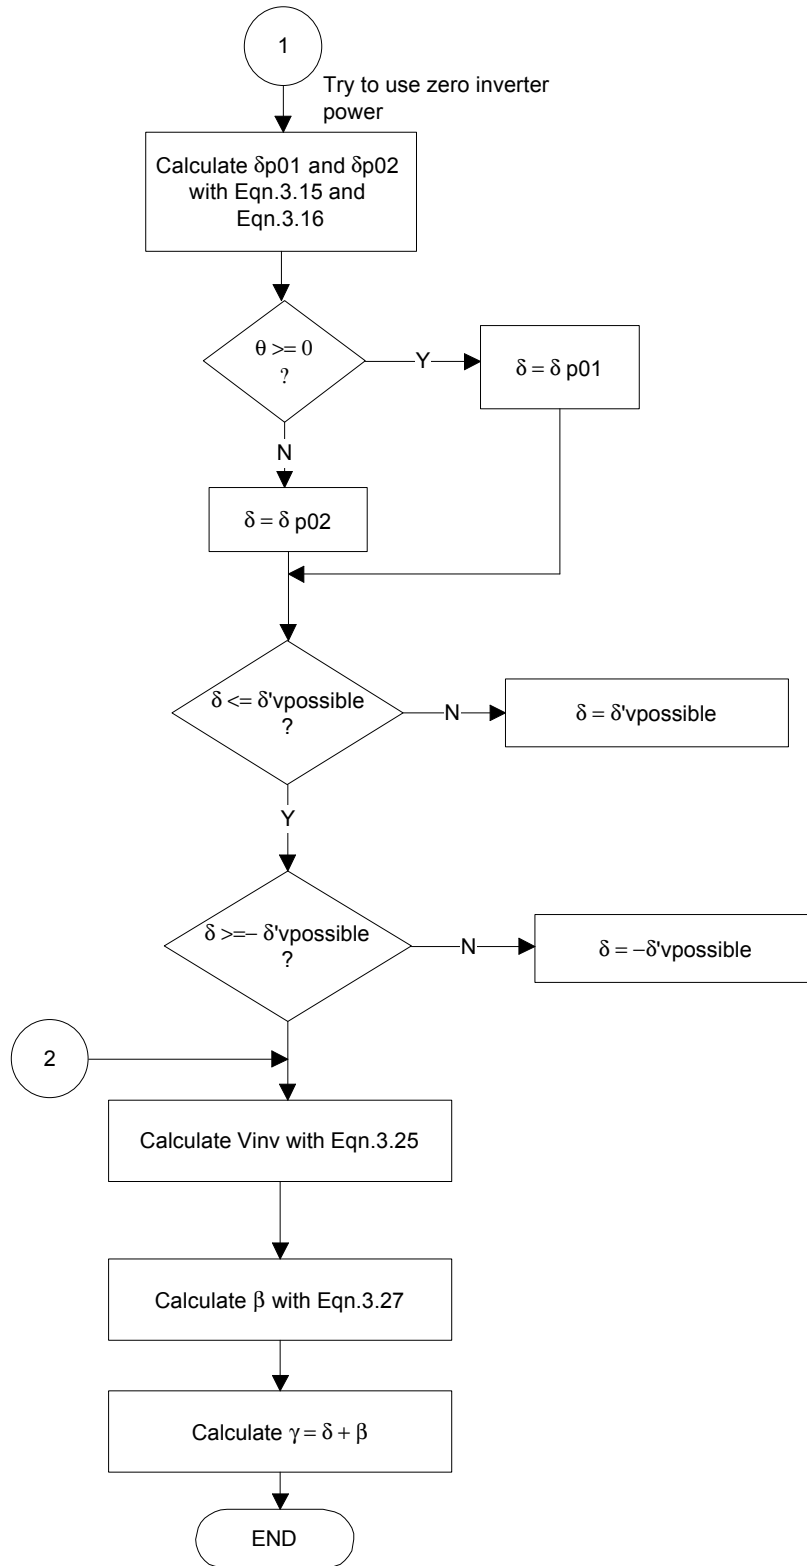 1
Try to use zero inverter
power
Calculate δp01 and δp02
with Eqn.3.15 and
Eqn.3.16
θ >= 0
?
Y
δ = δ p01
N
δ = δ p02
δ <= δ'vpossible
?
N
δ = δ'vpossible
Y
δ >=− δ'vpossible
?
N
δ = −δ'vpossible
2
Calculate Vinv with Eqn.3.25
Calculate β with Eqn.3.27
Calculate γ = δ + β
END